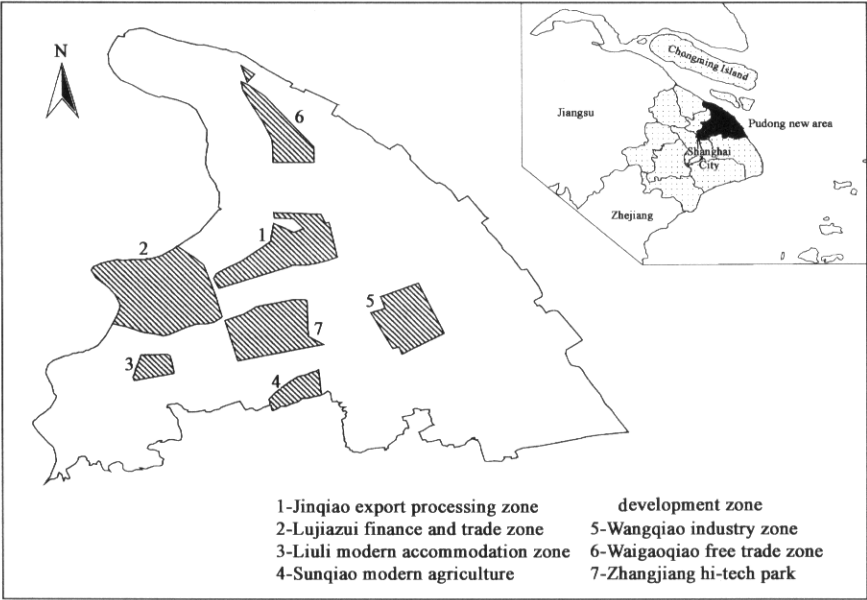 N
6
1
2
5
7
3
4
Chongming Island
Jiangsu
Pudong new area
Shanghai
City
Zhejiang
1-Jinqiao export processing zone
2-Lujiazui finance and trade zone
3-Liuli modern accommodation zone
4-Sunqiao modern agriculture
development zone
5-Wangqiao industry zone
6-Waigaoqiao free trade zone
7-Zhangjiang hi-tech park